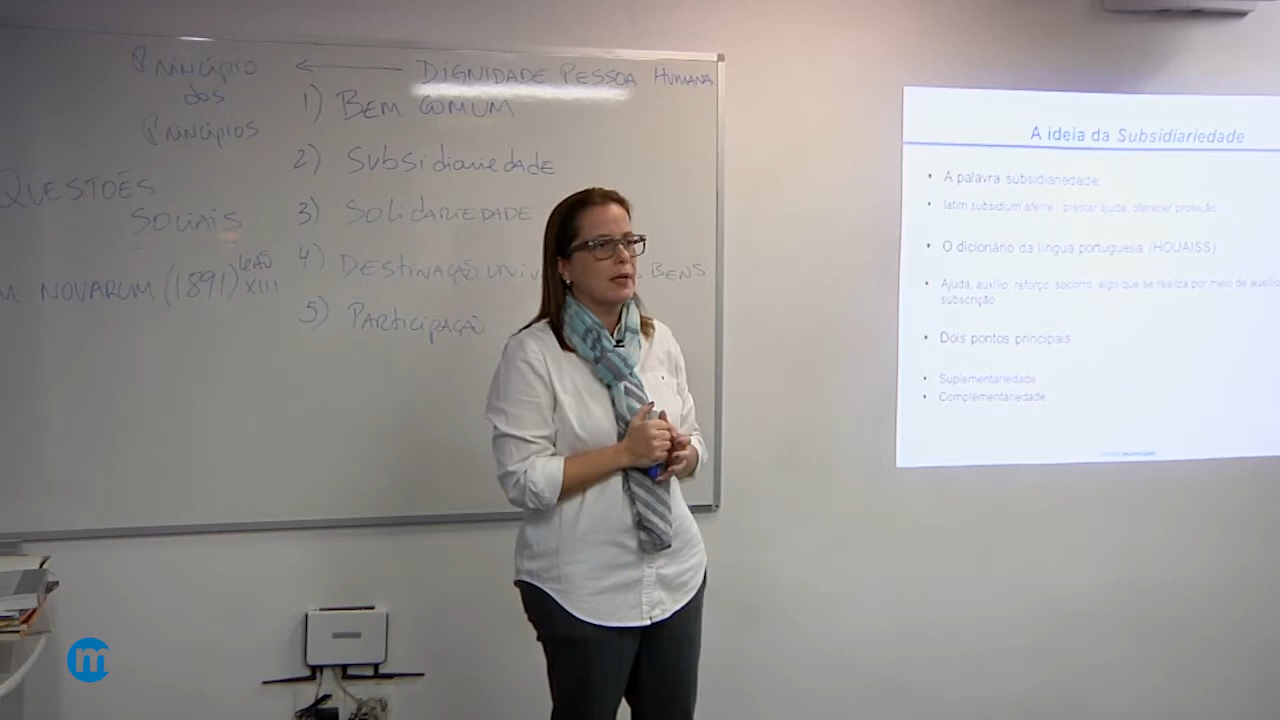 Princípio
dos
Princípios
← DIGNIDADE PESSOA HUMANA
1) BEM COMUM
2) SUBSIDIARIEDADE
3) SOLIDARIEDADE
4) DESTINAÇÃO UNIV BENS
5) PARTICIPAÇÃO
QUESTÕES
SOCIAIS
M NOVARUM (1891) LEÃO
XIII
A ideia da Subsidiariedade
• A palavra subsidiariedade:
• latim subsidium aferre - prestar ajuda, oferecer proteção
• O dicionário da língua portuguesa (HOUAISS)
• Ajuda, auxílio, reforço, socorro, algo que se realiza por meio de auxílio
subscrição
• Dois pontos principais:
• Suplementariedade
• Complementariedade
m